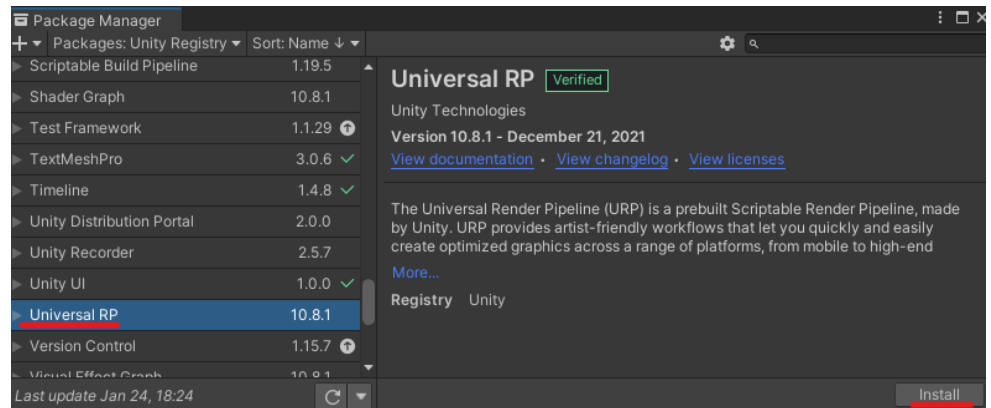 Package Manager
Packages: Unity Registry Sort: Name
Scriptable Build Pipeline 1.19.5
Shader Graph 10.8.1
Test Framework 1.1.29
TextMeshPro 3.0.6
Timeline 1.4.8
Unity Distribution Portal 2.0.0
Unity Recorder 2.5.7
Unity UI 1.0.0
Universal RP 10.8.1
Version Control 1.15.7
Visual Effect Graph 10.8.1
Last update Jan 24, 18:24
Universal RP Verified
Unity Technologies
Version 10.8.1 - December 21, 2021
View documentation • View changelog • View licenses
The Universal Render Pipeline (URP) is a prebuilt Scriptable Render Pipeline, made
by Unity. URP provides artist-friendly workflows that let you quickly and easily
create optimized graphics across a range of platforms, from mobile to high-end
More...
Registry Unity
Install